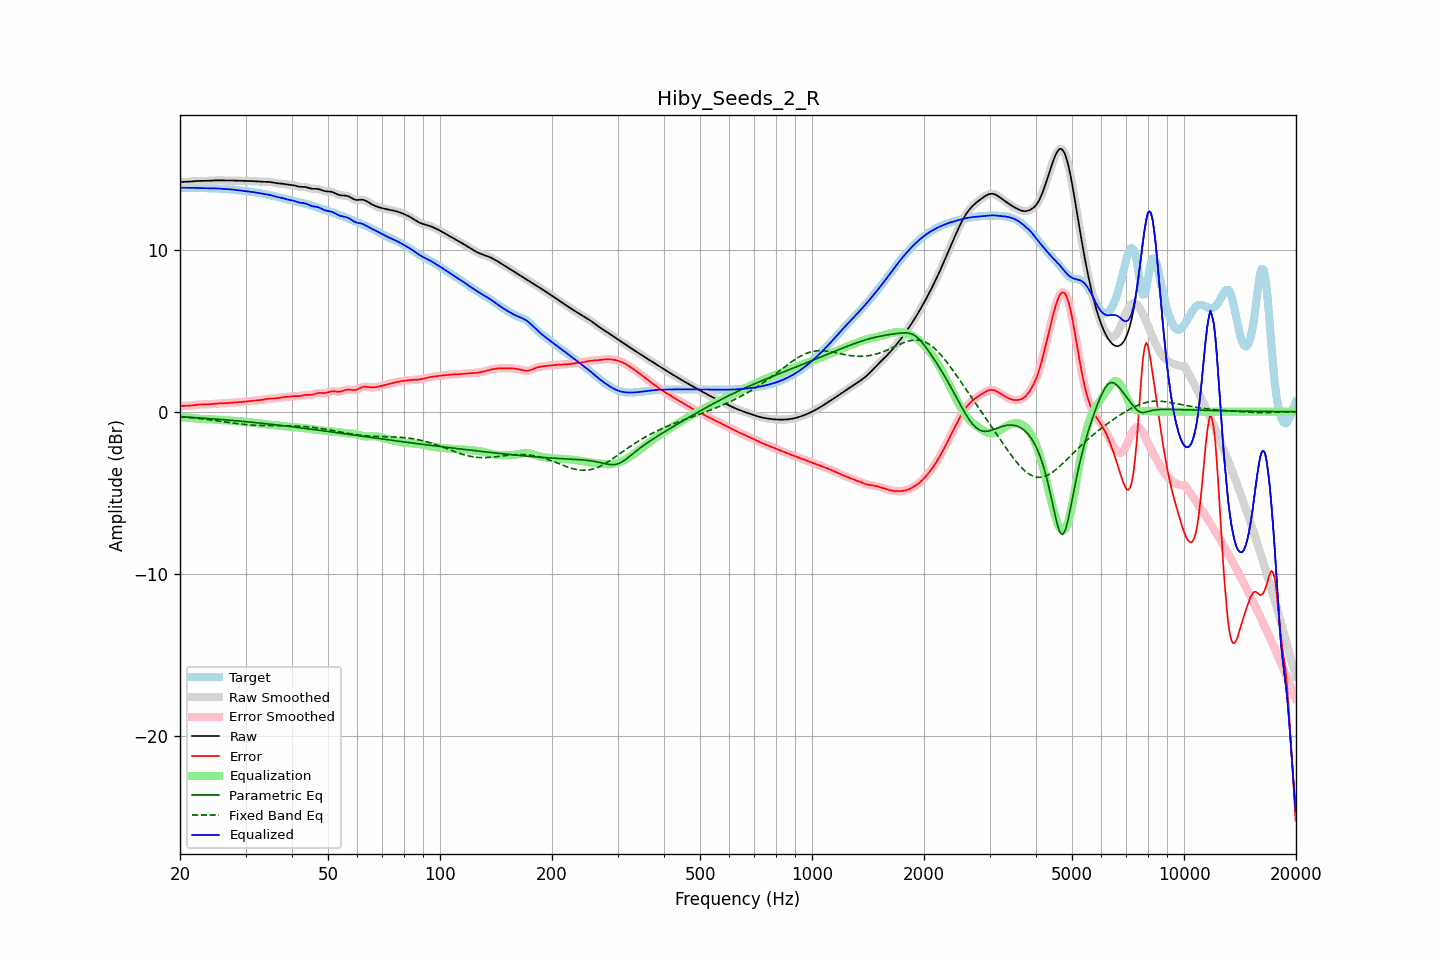 Hiby_Seeds_2_R
Amplitude (dBr)
10
0
−10
−20
Target
Raw Smoothed
Error Smoothed
Raw
Error
Equalization
Parametric Eq
Fixed Band Eq
Equalized
20 50 100 200 500 1000 2000 5000 10000 20000
Frequency (Hz)